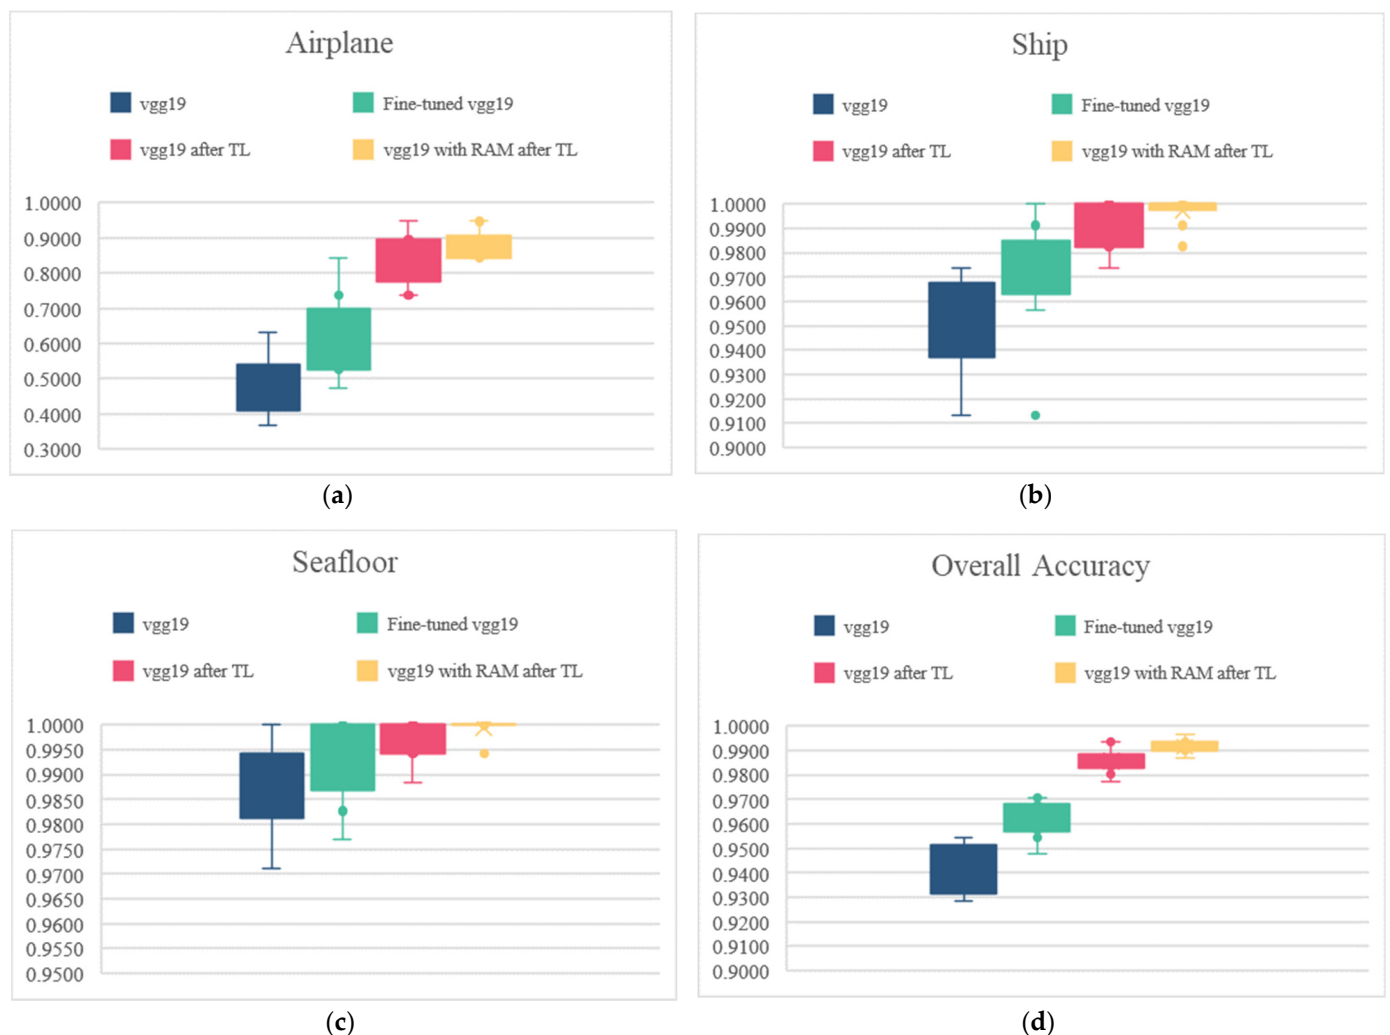 Airplane
vgg19 Fine-tuned vgg19
vgg19 after TL vgg19 with RAM after TL
1.0000
0.9000
0.8000
0.7000
0.6000
0.5000
0.4000
0.3000
(a)
Ship
vgg19 Fine-tuned vgg19
vgg19 after TL vgg19 with RAM after TL
1.0000
0.9900
0.9800
0.9700
0.9600
0.9500
0.9400
0.9300
0.9200
0.9100
0.9000
(b)
Seafloor
vgg19 Fine-tuned vgg19
vgg19 after TL vgg19 with RAM after TL
1.0000
0.9950
0.9900
0.9850
0.9800
0.9750
0.9700
0.9650
0.9600
0.9550
0.9500
(c)
Overall Accuracy
vgg19 Fine-tuned vgg19
vgg19 after TL vgg19 with RAM after TL
1.0000
0.9900
0.9800
0.9700
0.9600
0.9500
0.9400
0.9300
0.9200
0.9100
0.9000
(d)